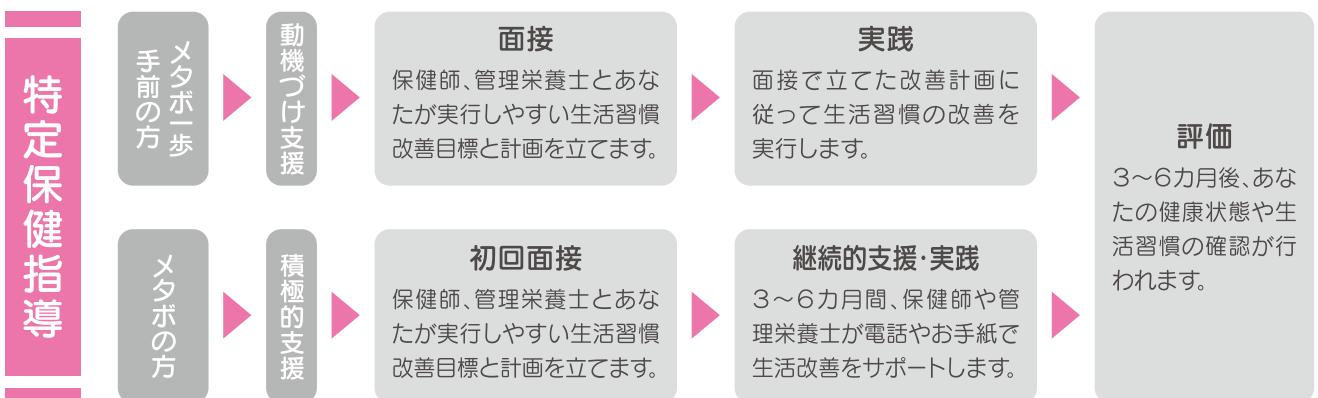 特定保健指導
メタボ一歩
手前の方
動機づけ支援
面接
保健師、管理栄養士とあな
たが実行しやすい生活習慣
改善目標と計画を立てます。
実践
面接で立てた改善計画に
従って生活習慣の改善を
実行します。
メタボの方
積極的支援
初回面接
保健師、管理栄養士とあな
たが実行しやすい生活習慣
改善目標と計画を立てます。
継続的支援・実践
3〜6カ月間、保健師や管
理栄養士が電話やお手紙で
生活改善をサポートします。
評価
3〜6カ月後、あな
たの健康状態や生
活習慣の確認が行
われます。